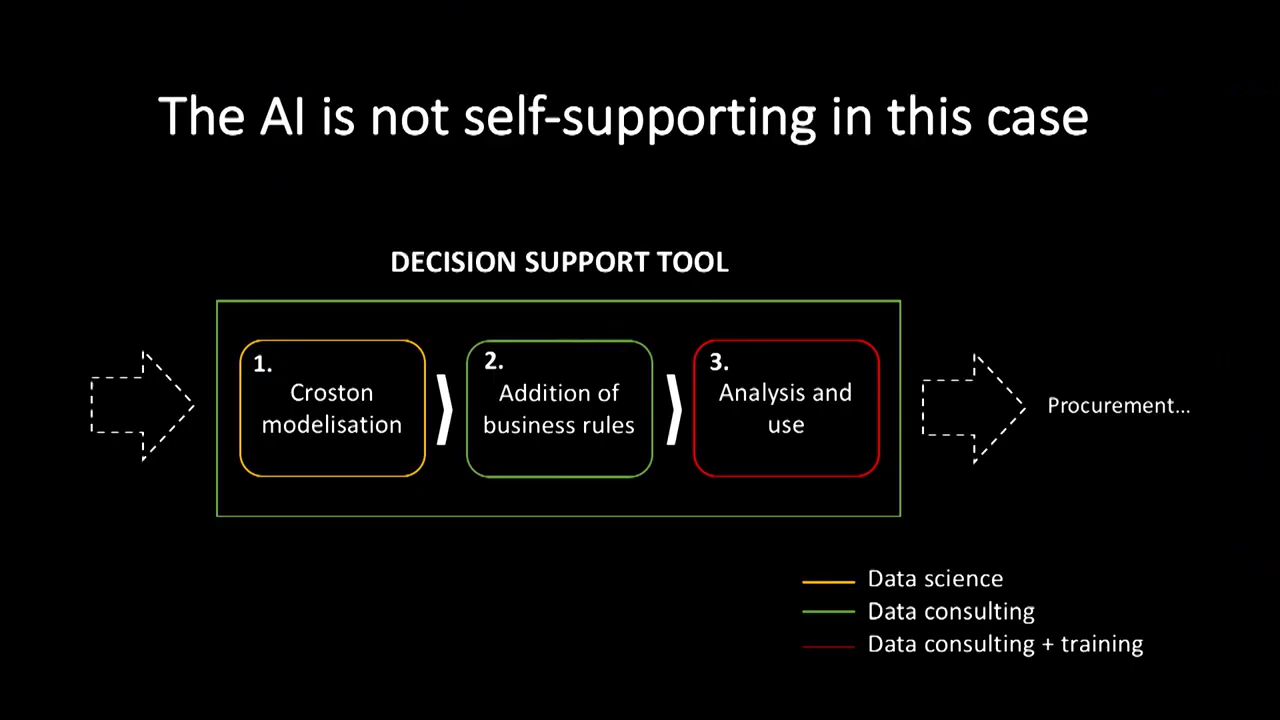 The AI is not self-supporting in this case
DECISION SUPPORT TOOL
1.
Croston
modelisation
2.
Addition of
business rules
3.
Analysis and
use
Procurement...
Data science
Data consulting
Data consulting + training